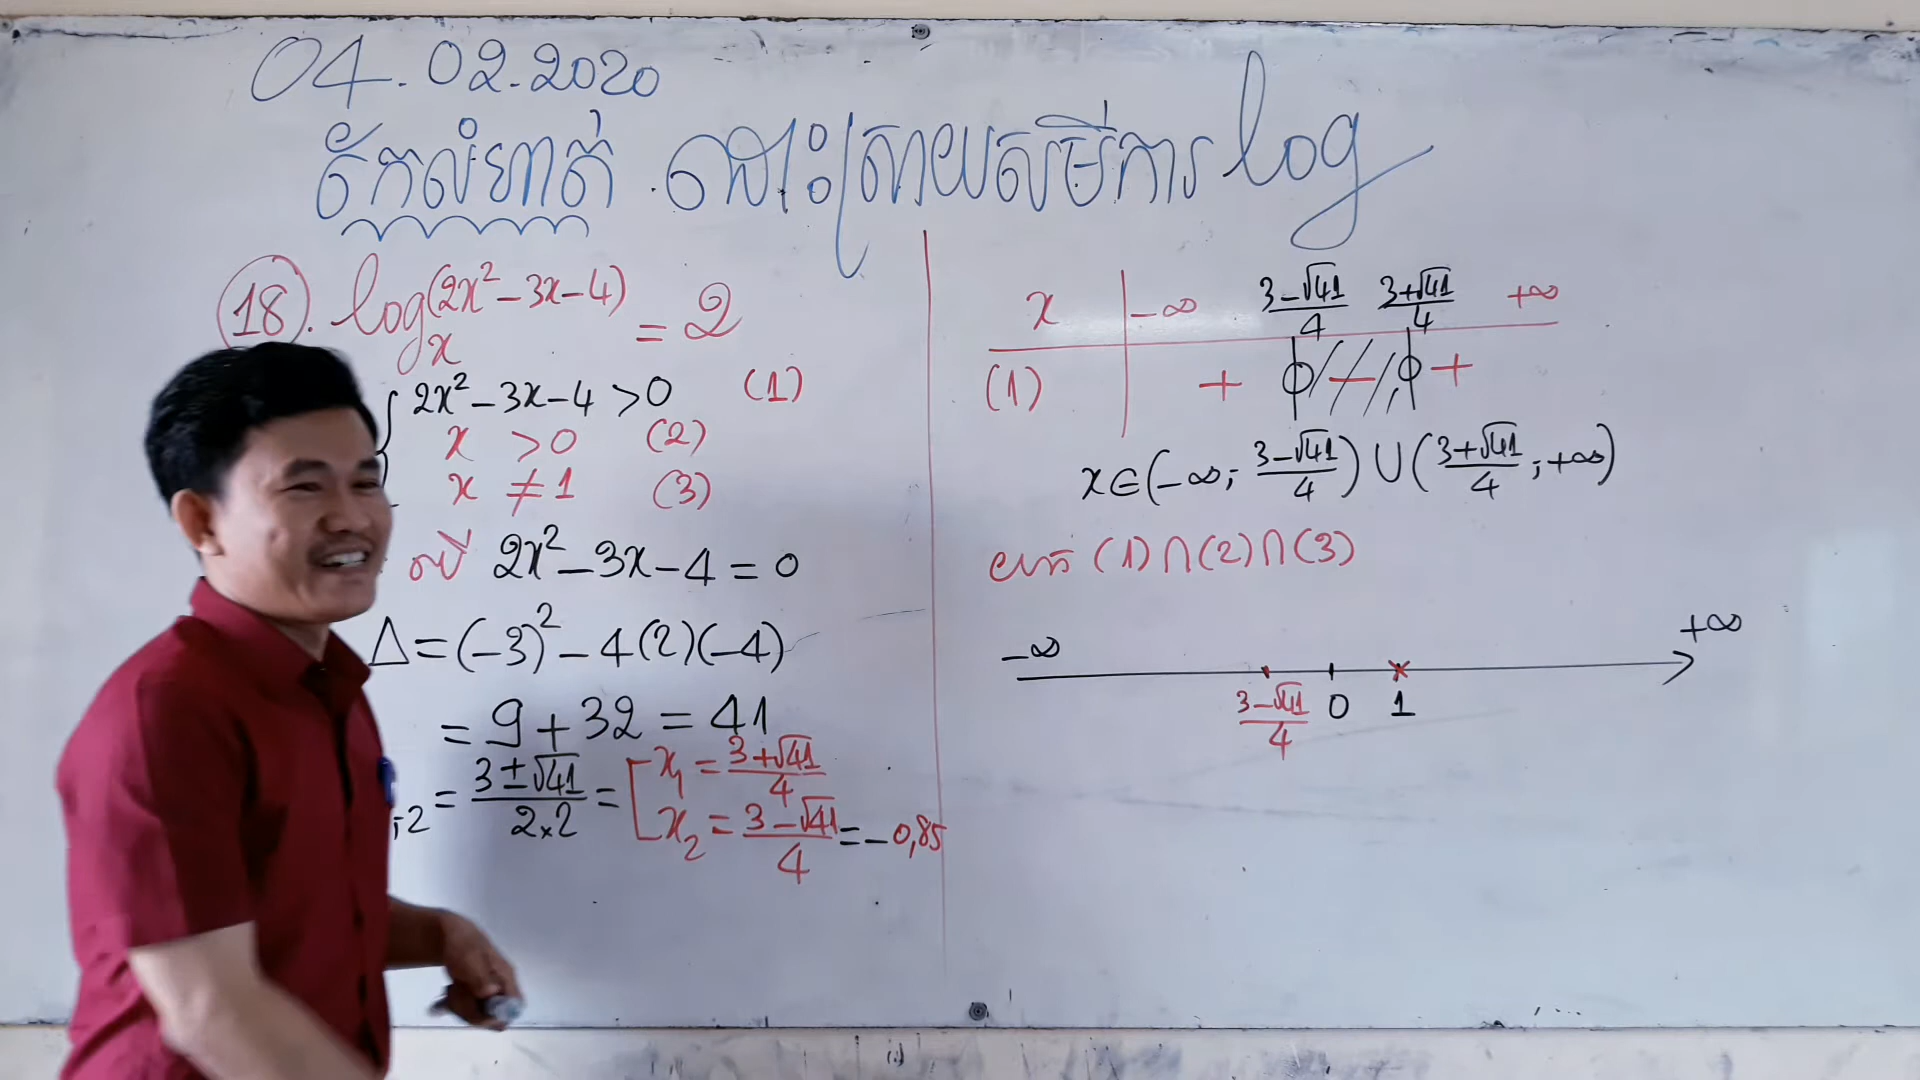 04.02.2020
កែលំហាត់ ដោះស្រាយសមីការ log
18. log_x (2x² - 3x - 4) = 2
2x² - 3x - 4 > 0 (1)
x > 0 (2)
x ≠ 1 (3)
បើ 2x² - 3x - 4 = 0
Δ = (-3)² - 4(2)(-4)
= 9 + 32 = 41
,2 = (3 ± √41)/(2×2) = [ x₁ = (3 + √41)/4
x₂ = (3 - √41)/4 = -0,85
x -∞ (3 - √41)/4 (3 + √41)/4 +∞
(1) + 0 - 0 +
x ∈ (-∞ ; (3 - √41)/4) ∪ ((3 + √41)/4 ; +∞)
(1) ∩ (2) ∩ (3)
-∞ +∞
(3 - √41)/4 0 1